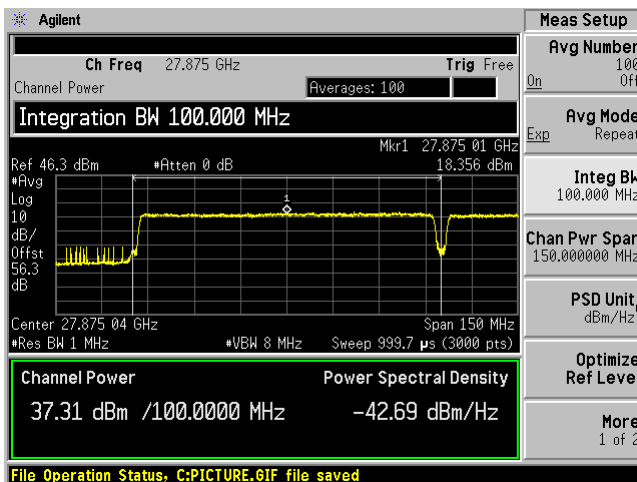 Agilent
Meas Setup
Ch Freq 27.875 GHz Trig Free
Channel Power Averages: 100
Integration BW 100.000 MHz
Mkr1 27.875 01 GHz
Ref 46.3 dBm #Atten 0 dB 18.356 dBm
#Avg
Log
10
dB/
Offst
56.3
dB
1
Center 27.875 04 GHz Span 150 MHz
#Res BW 1 MHz #VBW 8 MHz Sweep 999.7 µs (3000 pts)
Channel Power Power Spectral Density
37.31 dBm /100.0000 MHz -42.69 dBm/Hz
File Operation Status, C:PICTURE.GIF file saved
Avg Number
100
On Off
Avg Mode
Exp Repeat
Integ BW
100.000 MHz
Chan Pwr Span
150.000000 MHz
PSD Unit
dBm/Hz
Optimize
Ref Level
More
1 of 2